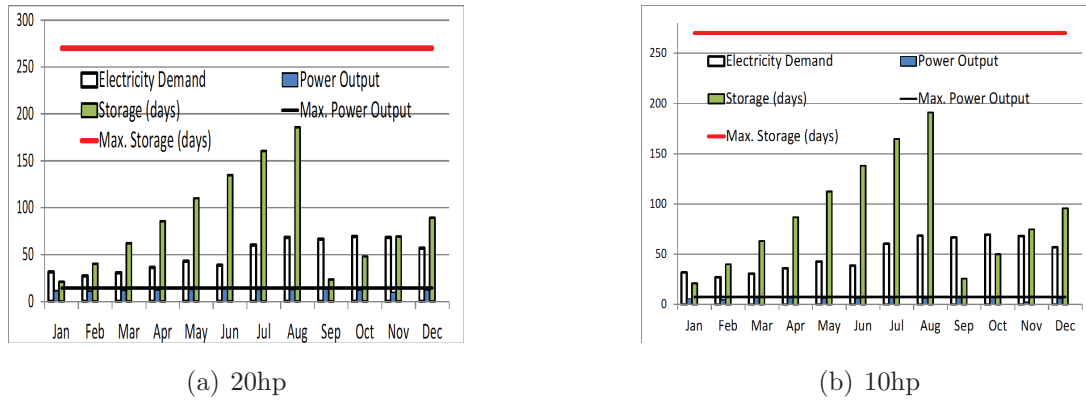 300
250
200
150
100
50
0
Electricity Demand
Power Output
Storage (days)
Max. Power Output
Max. Storage (days)
Jan Feb Mar Apr May Jun Jul Aug Sep Oct Nov Dec
(a) 20hp
250
200
150
100
50
0
Electricity Demand
Power Output
Storage (days)
Max. Power Output
Max. Storage (days)
Jan Feb Mar Apr May Jun Jul Aug Sep Oct Nov Dec
(b) 10hp